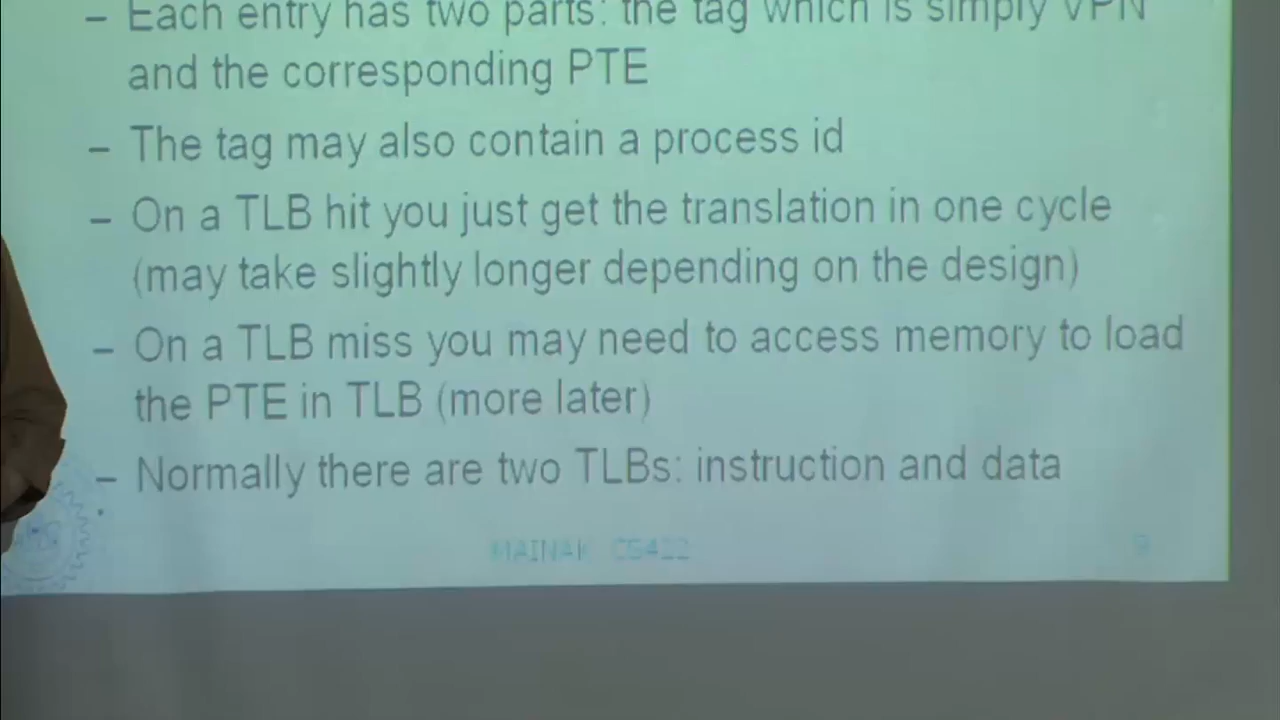 – Each entry has two parts: the tag which is simply VPN
and the corresponding PTE
– The tag may also contain a process id
– On a TLB hit you just get the translation in one cycle
(may take slightly longer depending on the design)
– On a TLB miss you may need to access memory to load
the PTE in TLB (more later)
– Normally there are two TLBs: instruction and data
MAINAK CS422 9